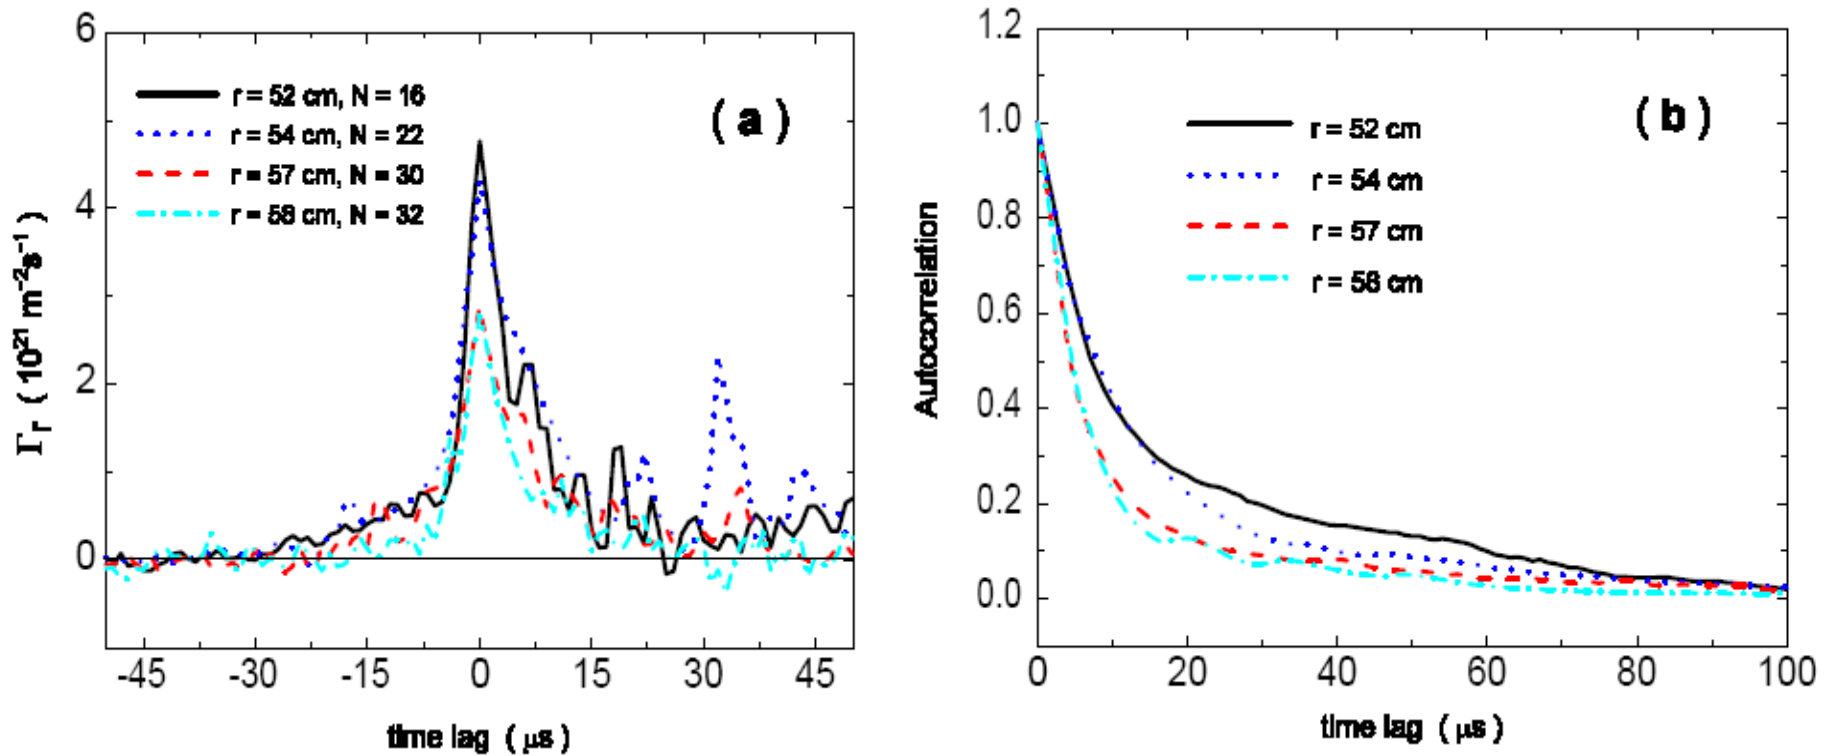 6
4
2
0
Γr ( 10²¹ m⁻²s⁻¹ )
r = 52 cm, N = 16
r = 54 cm, N = 22
r = 57 cm, N = 30
r = 58 cm, N = 32
( a )
-45 -30 -15 0 15 30 45
time lag ( μs )
1.2
1.0
0.8
0.6
0.4
0.2
0.0
Autocorrelation
r = 52 cm
r = 54 cm
r = 57 cm
r = 58 cm
( b )
0 20 40 60 80 100
time lag ( μs )